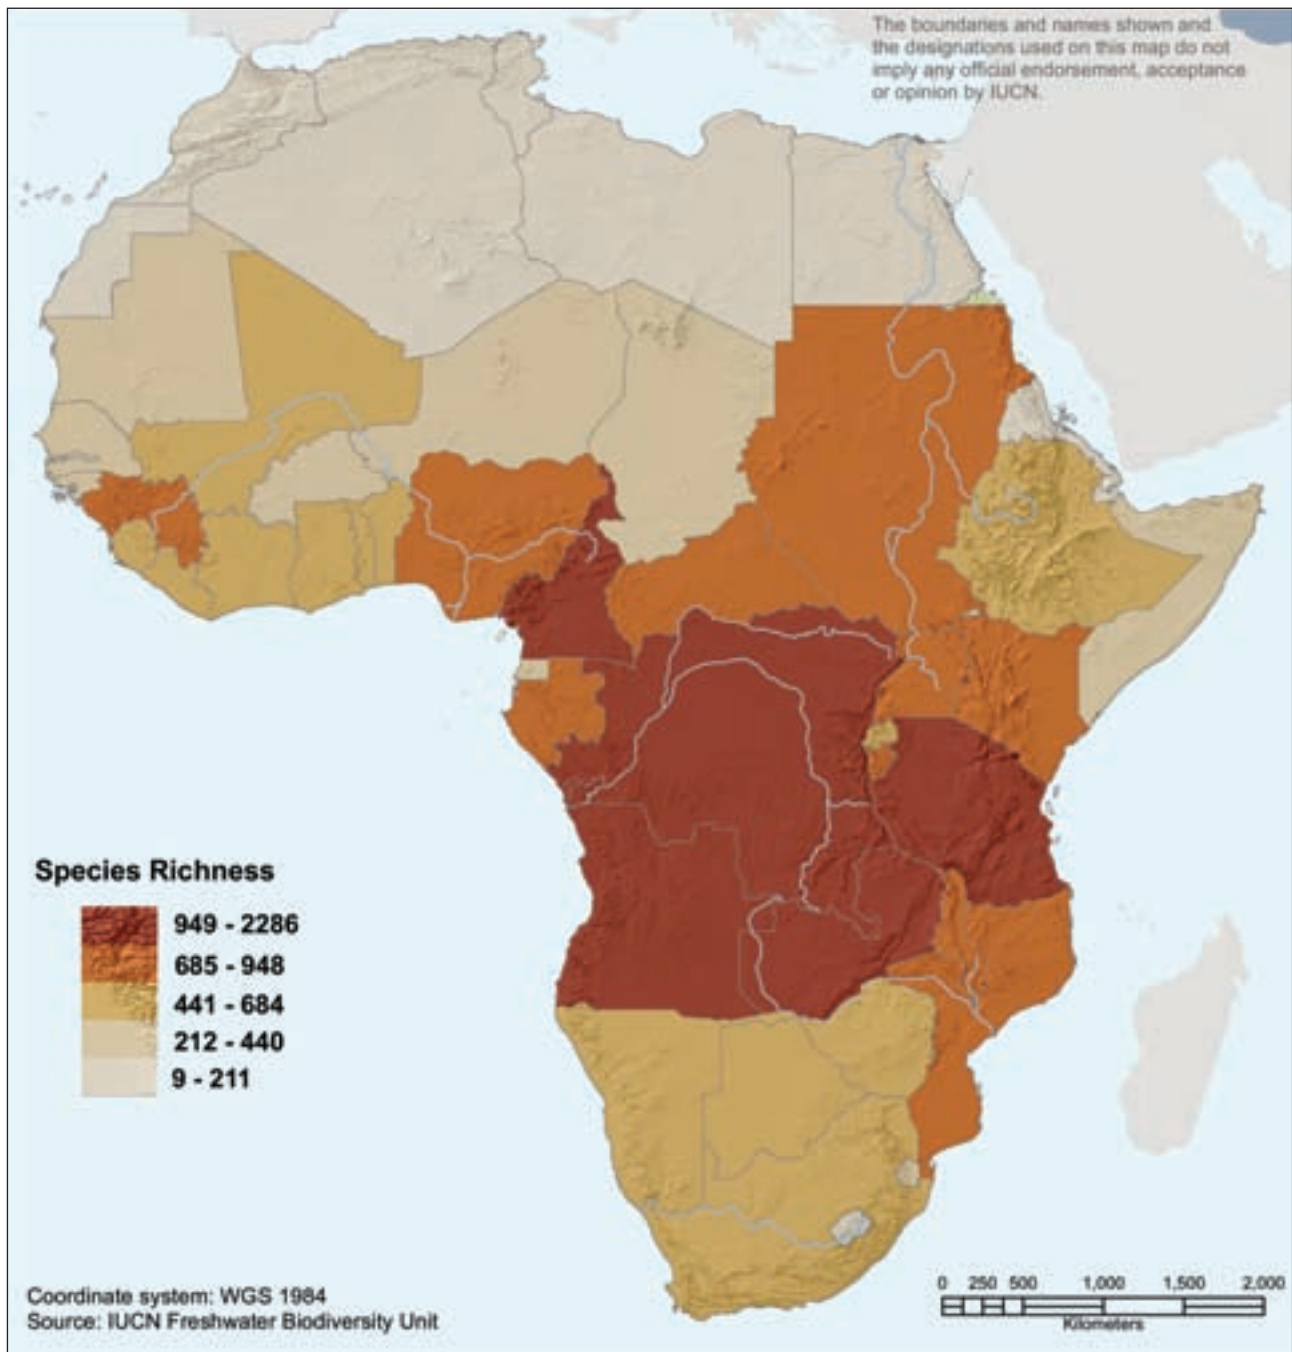 The boundaries and names shown and
the designations used on this map do not
imply any official endorsement, acceptance
or opinion by IUCN.
Species Richness
949 - 2286
685 - 948
441 - 684
212 - 440
9 - 211
Coordinate system: WGS 1984
Source: IUCN Freshwater Biodiversity Unit
0 250 500 1,000 1,500 2,000
Kilometers